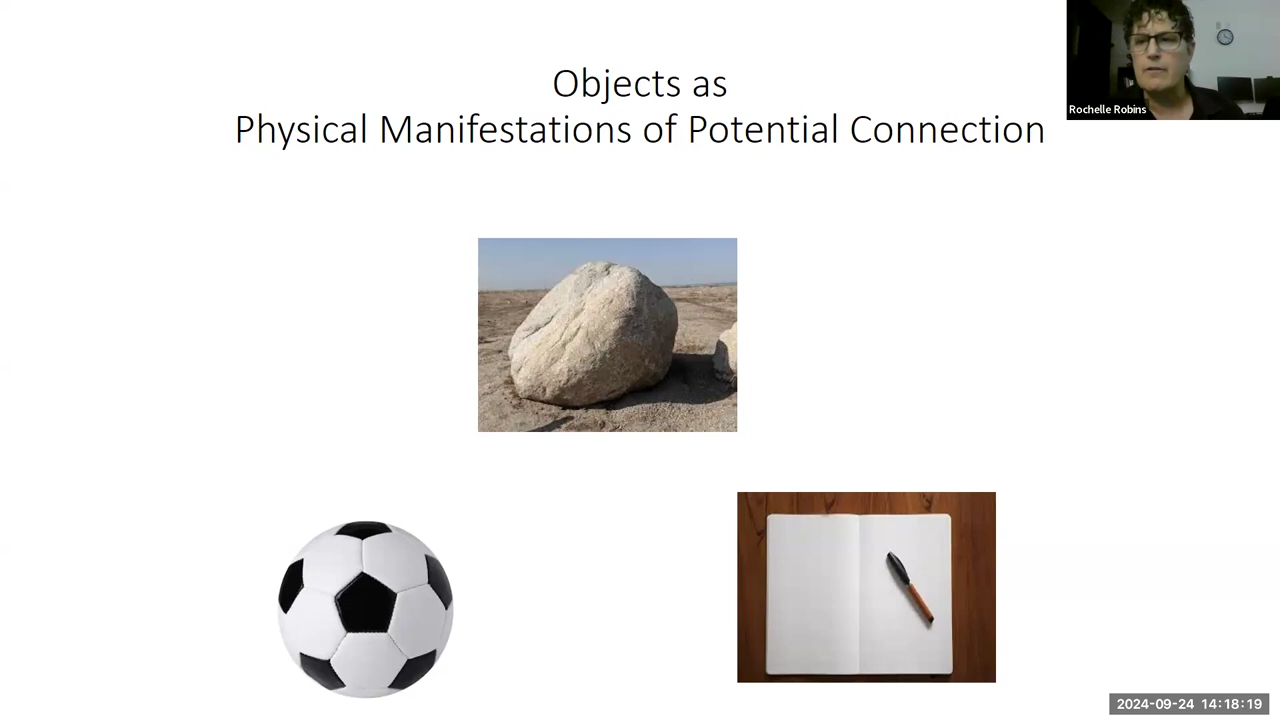 Objects as
Physical Manifestations of Potential Connection
Rochelle Robins
2024-09-24 14:18:19